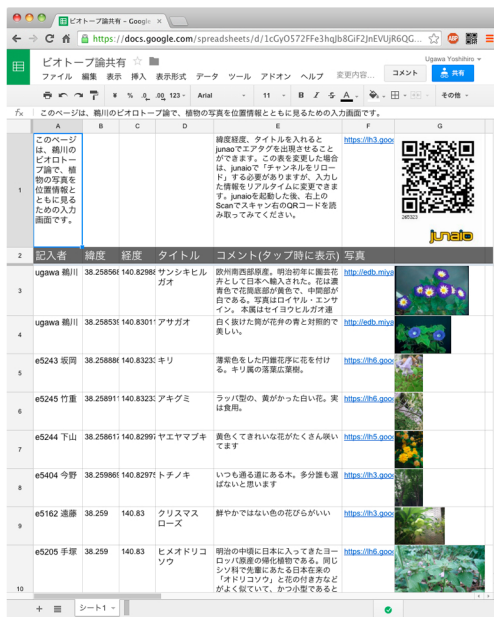 ビオトープ論共有 - Google
https://docs.google.com/spreadsheets/d/1cGyO572FFe3hqJb8GiF2JnEVUjR6QG...
ビオトープ論共有
Ugawa Yoshihiro
ファイル 編集 表示 挿入 表示形式 データ ツール アドオン ヘルプ 変更内容...
コメント
共有
¥ % .0 .00 123 Arial 11 B I S A その他
fx このページは、鵜川のビオロトープ論で、植物の写真を位置情報とともに見るための入力画面です。
A B C D E F G
1
このページ
は、鵜川の
ビオロトー
プ論で、植
物の写真を
位置情報と
ともに見る
ための入力
画面です。
緯度経度、タイトルを入れると
junaioでエアタグを出現させること
ができます。この表を変更した場合
は、junaioで「チャンネルをリロー
ド」する必要がありますが、入力し
た情報をリアルタイムに変更できま
す。junaioを起動した後、右上の
Scanでスキャン右のQRコードを読
み取ってみてください。
https://lh3.goo
265323
junaio
2 記入者 緯度 経度 タイトル コメント(タップ時に表示) 写真
3 ugawa 鵜川 38.258566 140.82988 サンシキヒル
ガオ
欧州南西部原産。明治初年に園芸花
卉として日本へ輸入された。花は濃
青色で花筒底部が黄色で、中間部が
白である。写真はロイヤル・エンサ
イン。 本属はセイヨウヒルガオ連
http://edb.miya
4 ugawa 鵜川 38.258539 140.83011 アサガオ
白く抜けた筒が花弁の青と対照的で
美しい。
http://edb.miya
5 e5243 坂岡 38.258886 140.83233 キリ
薄紫色をした円錐花序に花を付け
る。キリ属の落葉広葉樹。
https://lh6.goo
6 e5245 竹重 38.258911 140.83233 アキグミ
ラッパ型の、黄がかった白い花。実
は食用。
https://lh6.goo
7 e5244 下山 38.258617 140.82997 ヤエヤマブキ
黄色くてきれいな花がたくさん咲い
てます
https://lh5.goo
8 e5404 今野 38.259869 140.82975 トチノキ
いつも通る道にある木。多分誰も選
ばないと思います
https://lh3.goo
9 e5162 遠藤 38.259 140.83 クリスマス
ローズ
鮮やかではない色の花びらがいい
https://lh3.goo
10 e5205 手塚 38.259 140.83 ヒメオドリコ
ソウ
明治の中頃に日本に入ってきたヨー
ロッパ原産の帰化植物である。同じ
シソ科で先輩にあたる日本在来の
「オドリコソウ」と花の付き方など
がよく似ていて、かつ小型であると
https://lh6.goo
シート1